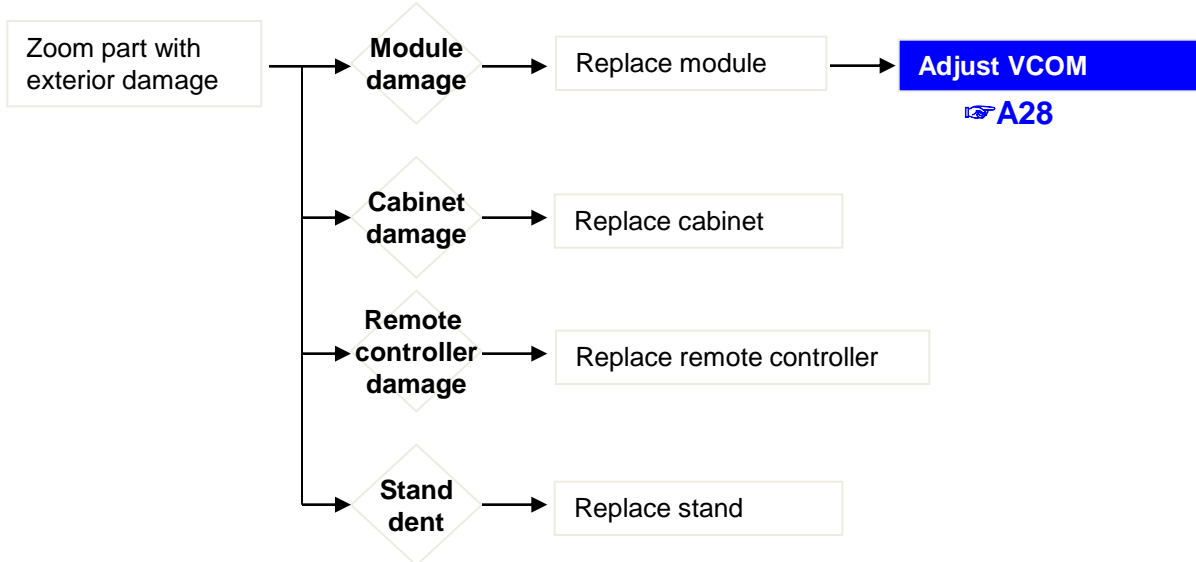 Zoom part with
exterior damage
Module
damage
Replace module
Adjust VCOM
☞A28
Cabinet
damage
Replace cabinet
Remote
controller
damage
Replace remote controller
Stand
dent
Replace stand